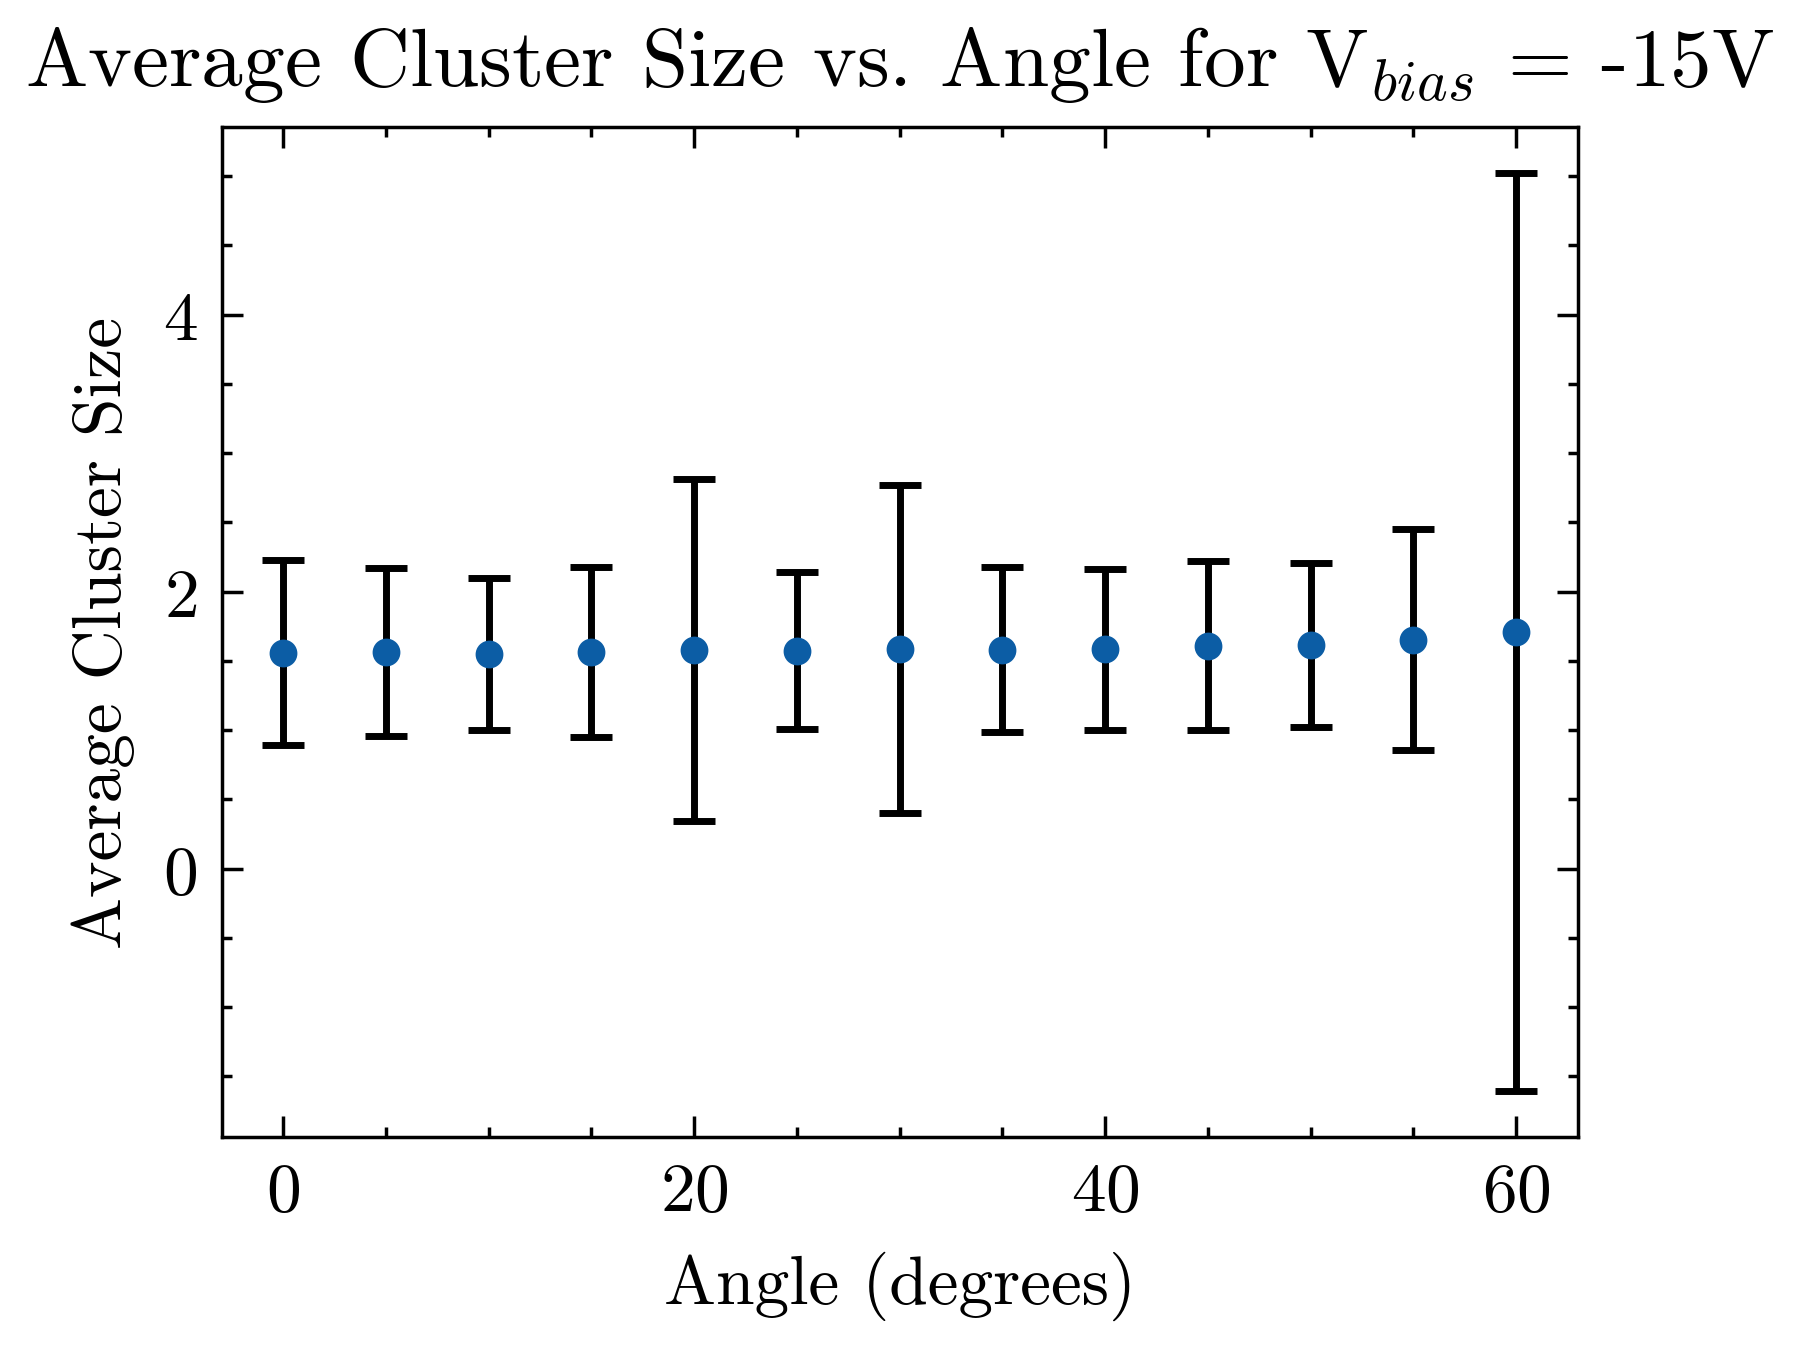 Average Cluster Size vs. Angle for V_bias = -15V
Average Cluster Size
4
2
0
0 20 40 60
Angle (degrees)